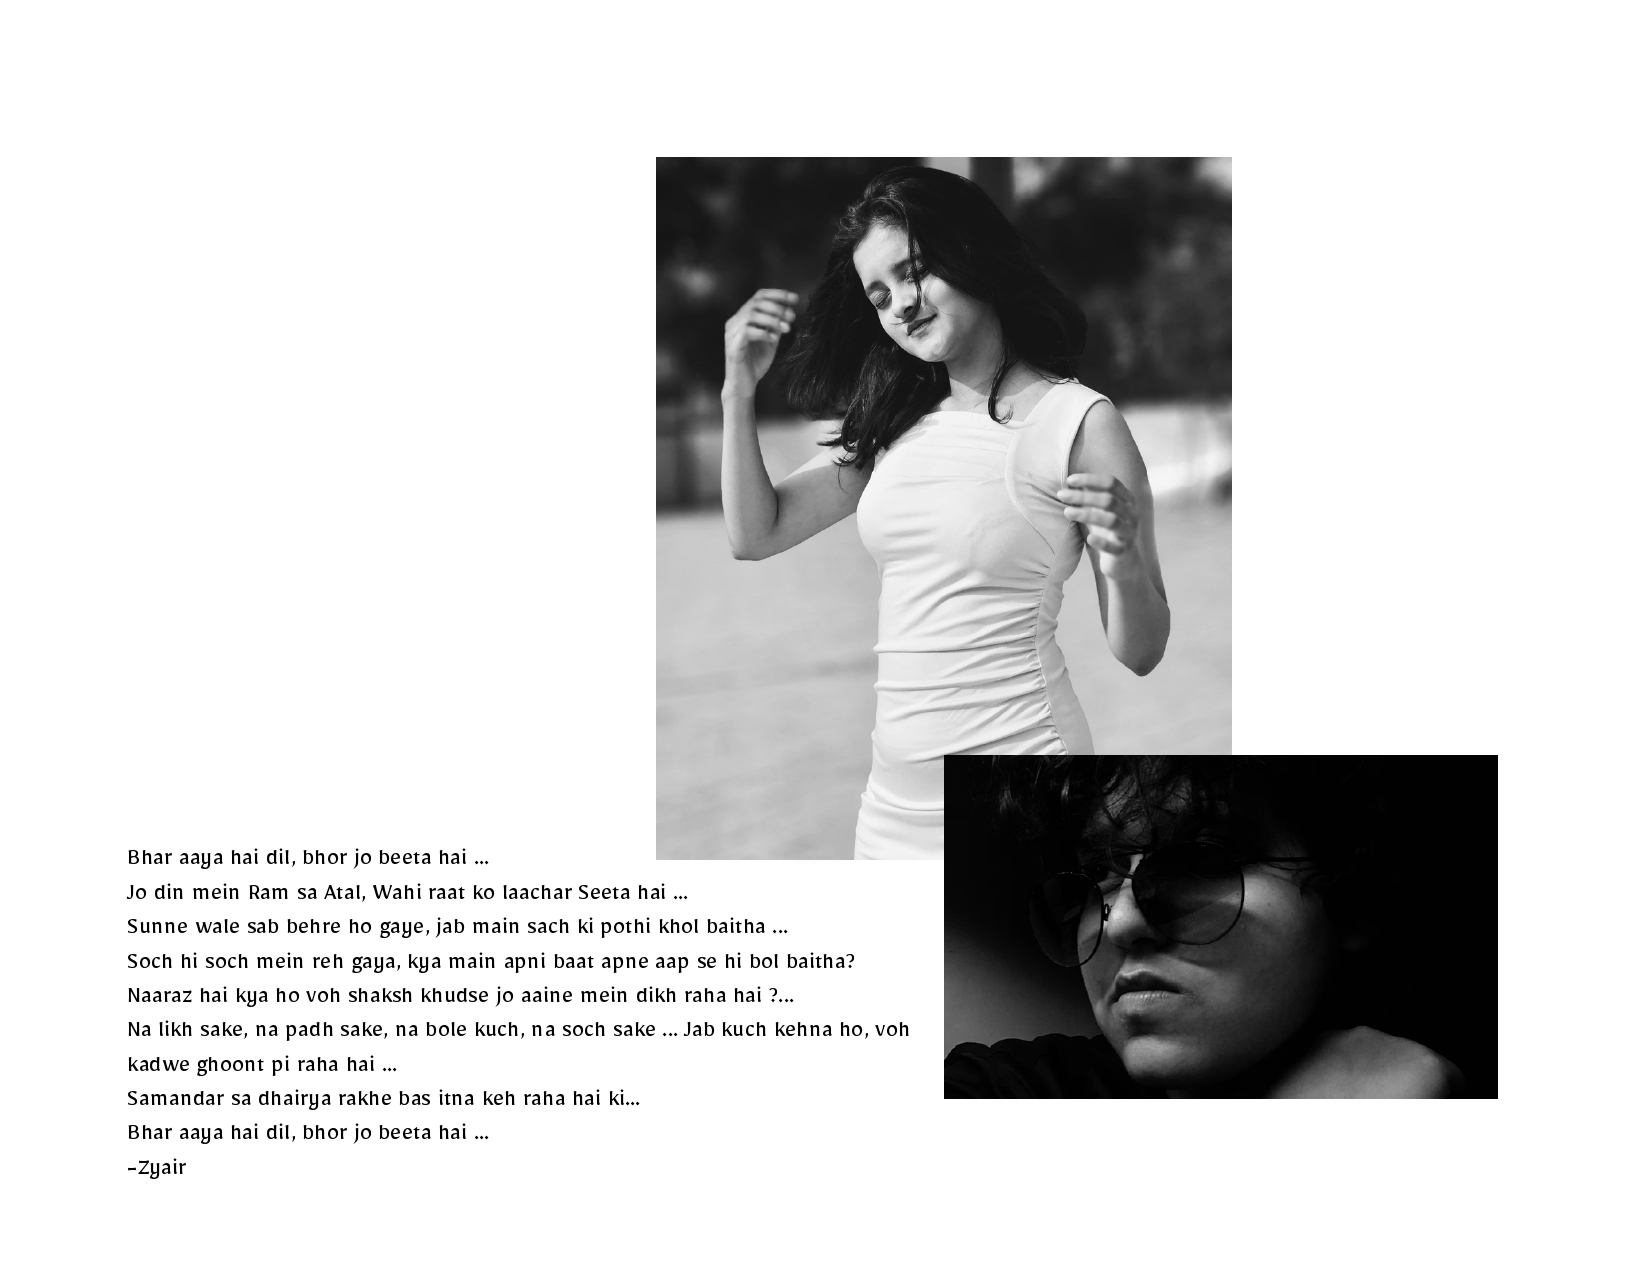 Bhar aaya hai dil, bhor jo beeta hai ...
Jo din mein Ram sa Atal, Wahi raat ko laachar Seeta hai ...
Sunne wale sab behre ho gaye, jab main sach ki pothi khol baitha ...
Soch hi soch mein reh gaya, kya main apni baat apne aap se hi bol baitha?
Naaraz hai kya ho voh shaksh khudse jo aaine mein dikh raha hai ?...
Na likh sake, na padh sake, na bole kuch, na soch sake ... Jab kuch kehna ho, voh
kadwe ghoont pi raha hai ...
Samandar sa dhairya rakhe bas itna keh raha hai ki...
Bhar aaya hai dil, bhor jo beeta hai ...
-Zyair